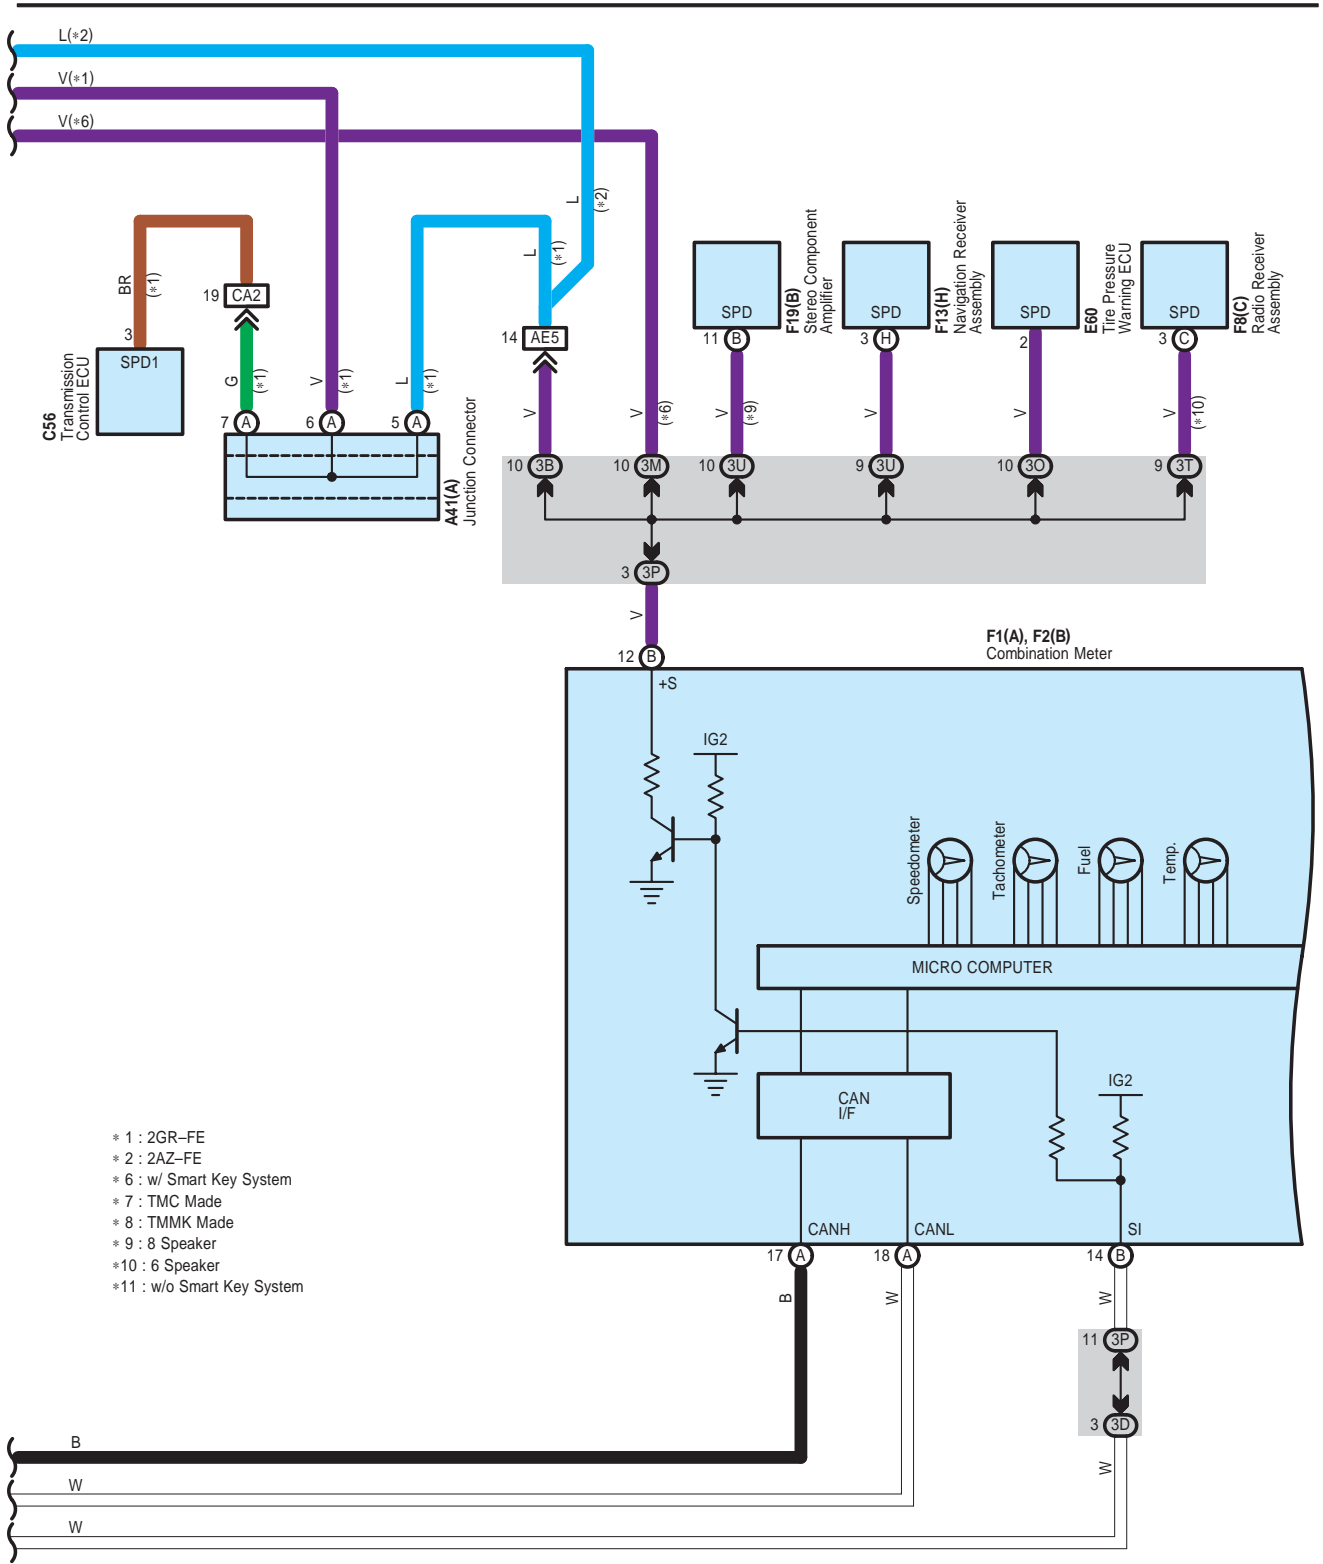 L(∗2)
V(∗1)
V(∗6)
L
(∗2)
BR
(∗1)
19 CA2
3
SPD1
C56
Transmission
Control ECU
G
(∗1)
V
(∗1)
L
(∗1)
7 A
6 A
5 A
A41(A)
Junction Connector
L
(∗1)
14 AE5
V
V
(∗6)
SPD
11 B
F19(B)
Stereo Component
Amplifier
V
(∗9)
SPD
3 H
F13(H)
Navigation Receiver
Assembly
V
SPD
2
E60
Tire Pressure
Warning ECU
V
SPD
3 C
F8(C)
Radio Receiver
Assembly
V
(∗10)
10 3B
10 3M
10 3U
9 3U
10 3O
9 3T
3 3P
V
12 B
+S
F1(A), F2(B)
Combination Meter
IG2
Speedometer
Tachometer
Fuel
Temp.
MICRO COMPUTER
CAN
I/F
IG2
CANH
CANL
SI
17 A
18 A
14 B
B
W
W
11 3P
3 3D
W
∗ 1 : 2GR–FE
∗ 2 : 2AZ–FE
∗ 6 : w/ Smart Key System
∗ 7 : TMC Made
∗ 8 : TMMK Made
∗ 9 : 8 Speaker
∗10 : 6 Speaker
∗11 : w/o Smart Key System
B
W
W